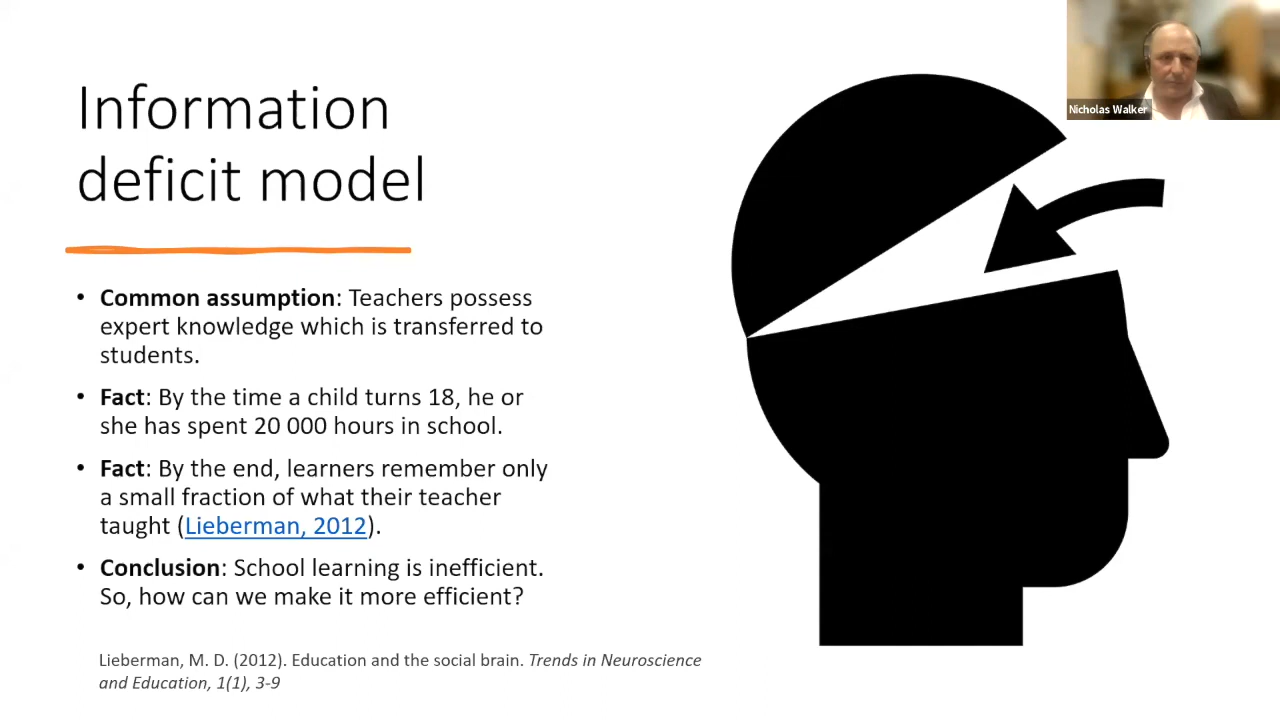 Information
deficit model
• Common assumption: Teachers possess
expert knowledge which is transferred to
students.
• Fact: By the time a child turns 18, he or
she has spent 20 000 hours in school.
• Fact: By the end, learners remember only
a small fraction of what their teacher
taught (Lieberman, 2012).
• Conclusion: School learning is inefficient.
So, how can we make it more efficient?
Lieberman, M. D. (2012). Education and the social brain. Trends in Neuroscience
and Education, 1(1), 3-9
Nicholas Walker